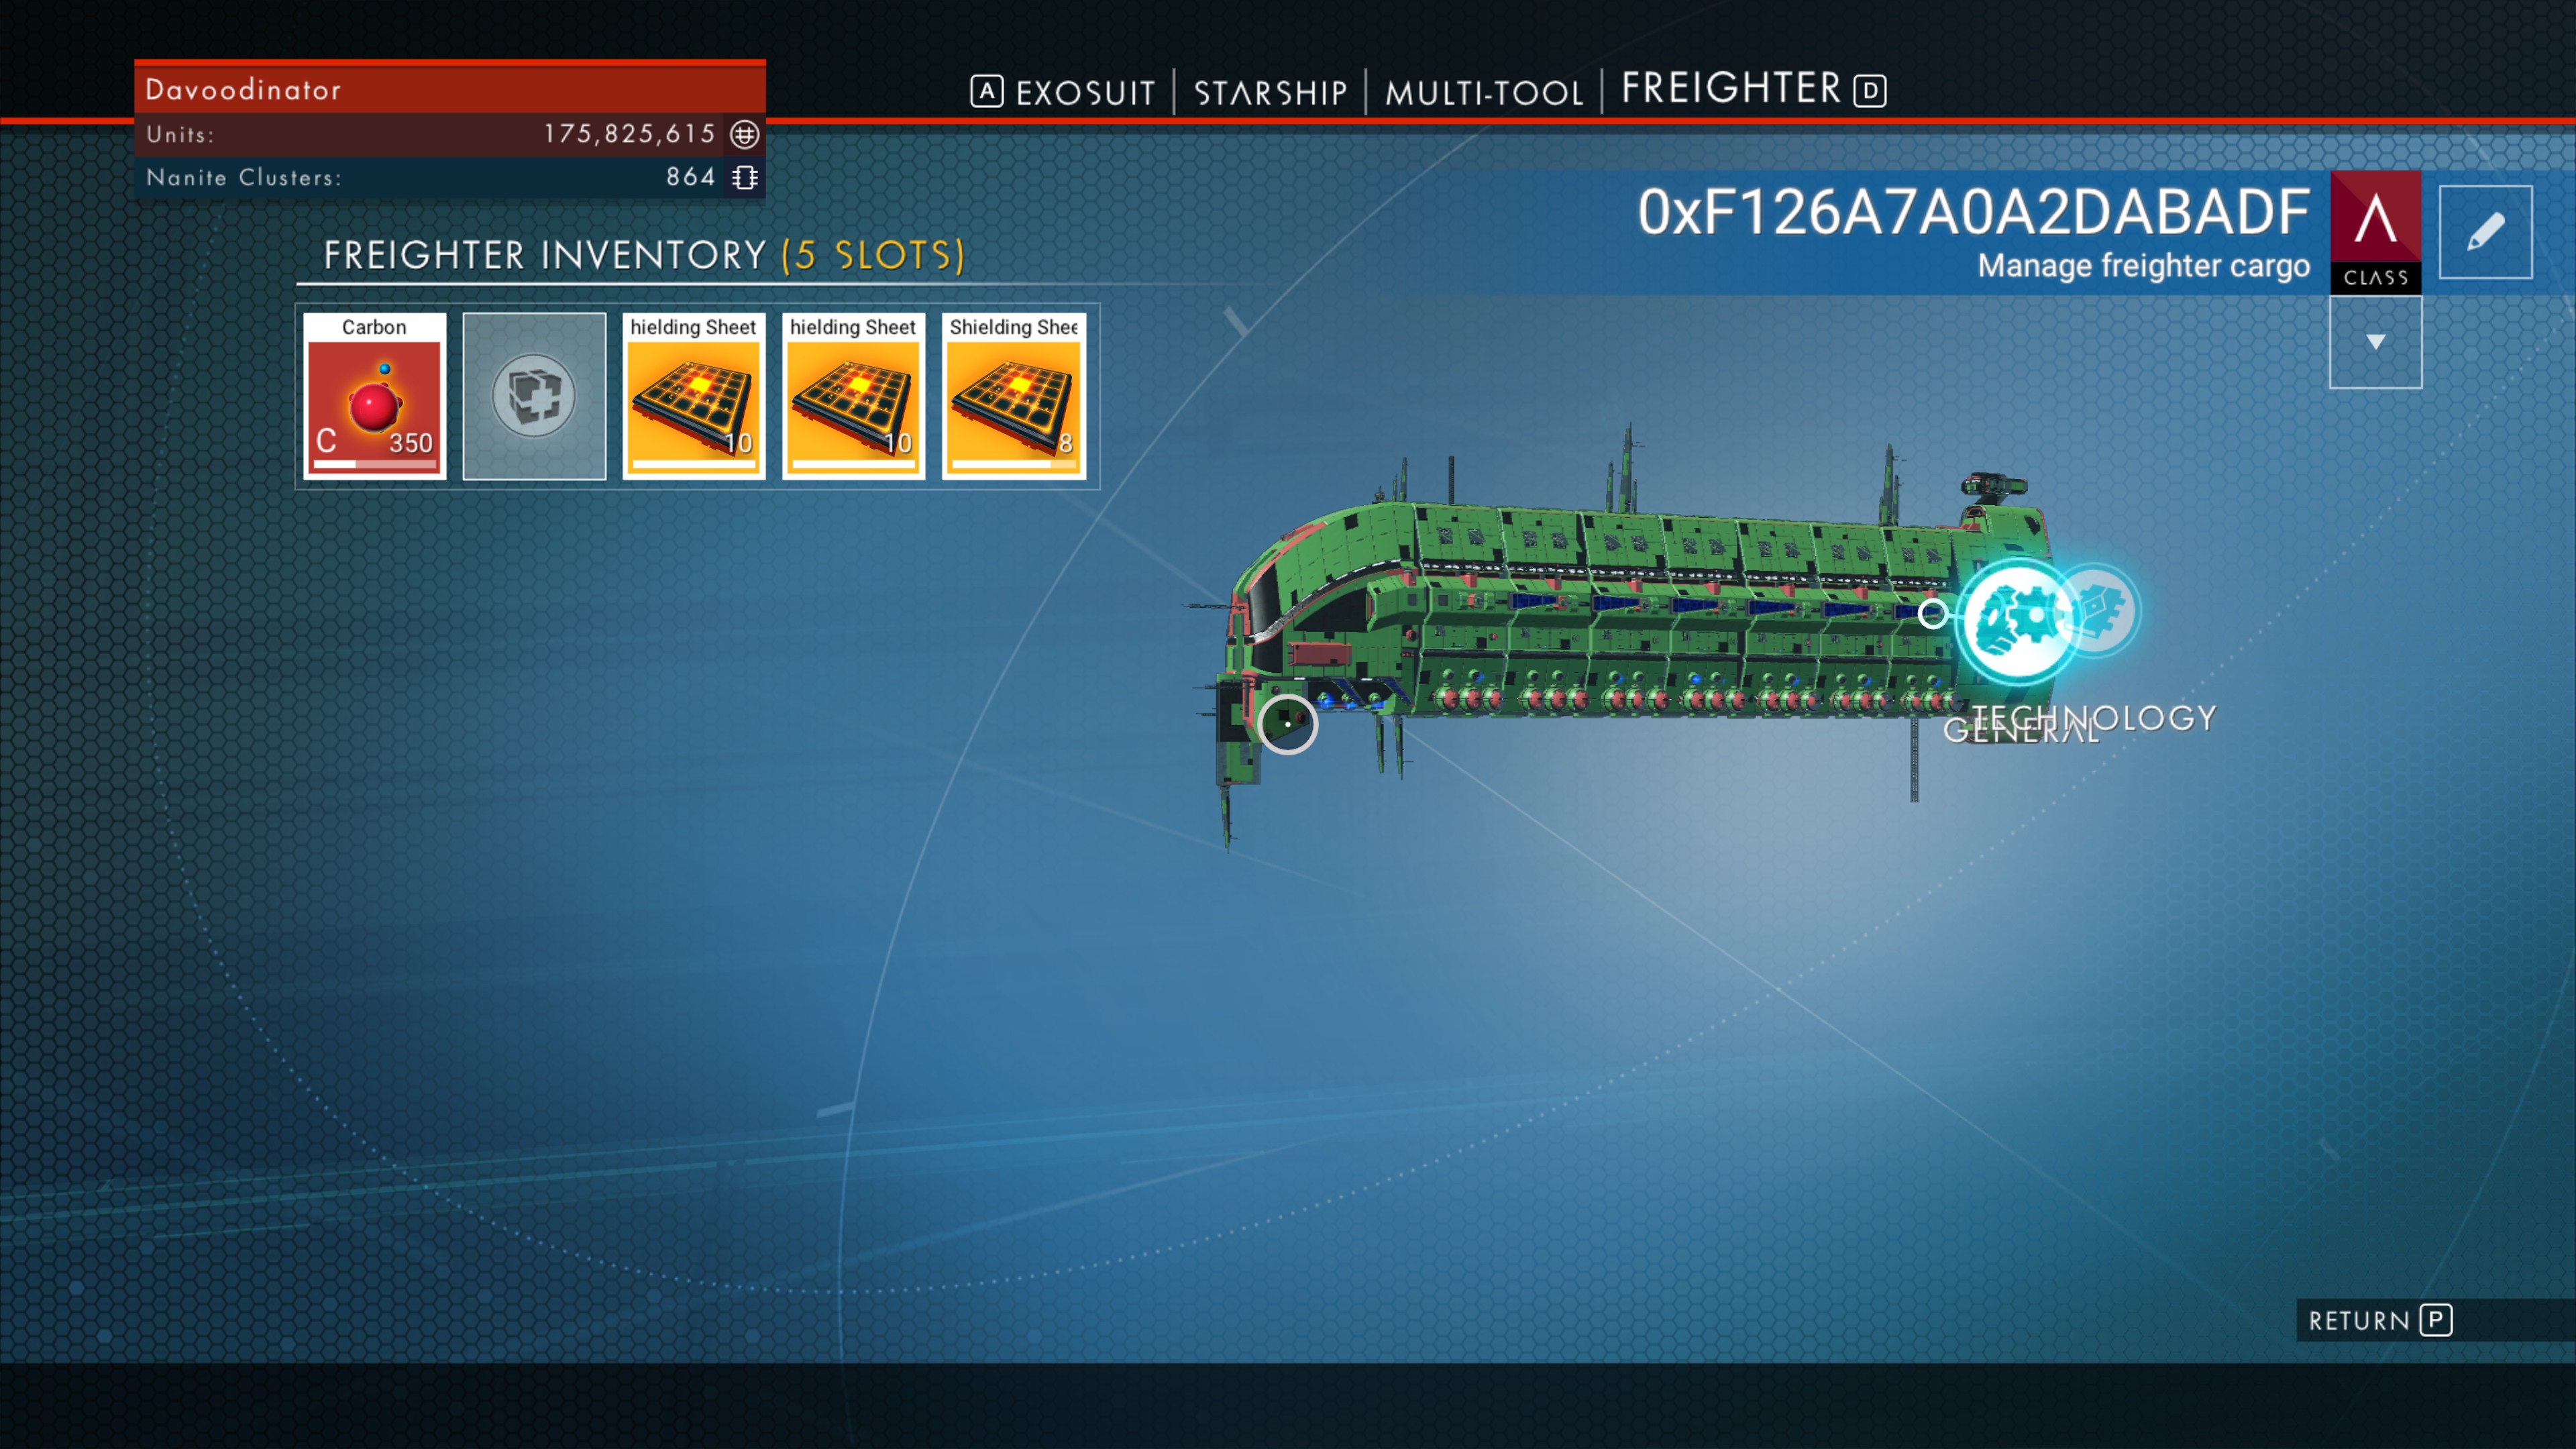 Davoodinator
Units: 175,825,615
Nanite Clusters: 864
A EXOSUIT STARSHIP MULTI-TOOL FREIGHTER D
0xF126A7A0A2DABADF
Manage freighter cargo
A
CLASS
FREIGHTER INVENTORY (5 SLOTS)
Carbon
C 350
hielding Sheet
10
hielding Sheet
10
Shielding Shee
8
TECHNOLOGY
GENERAL
RETURN P